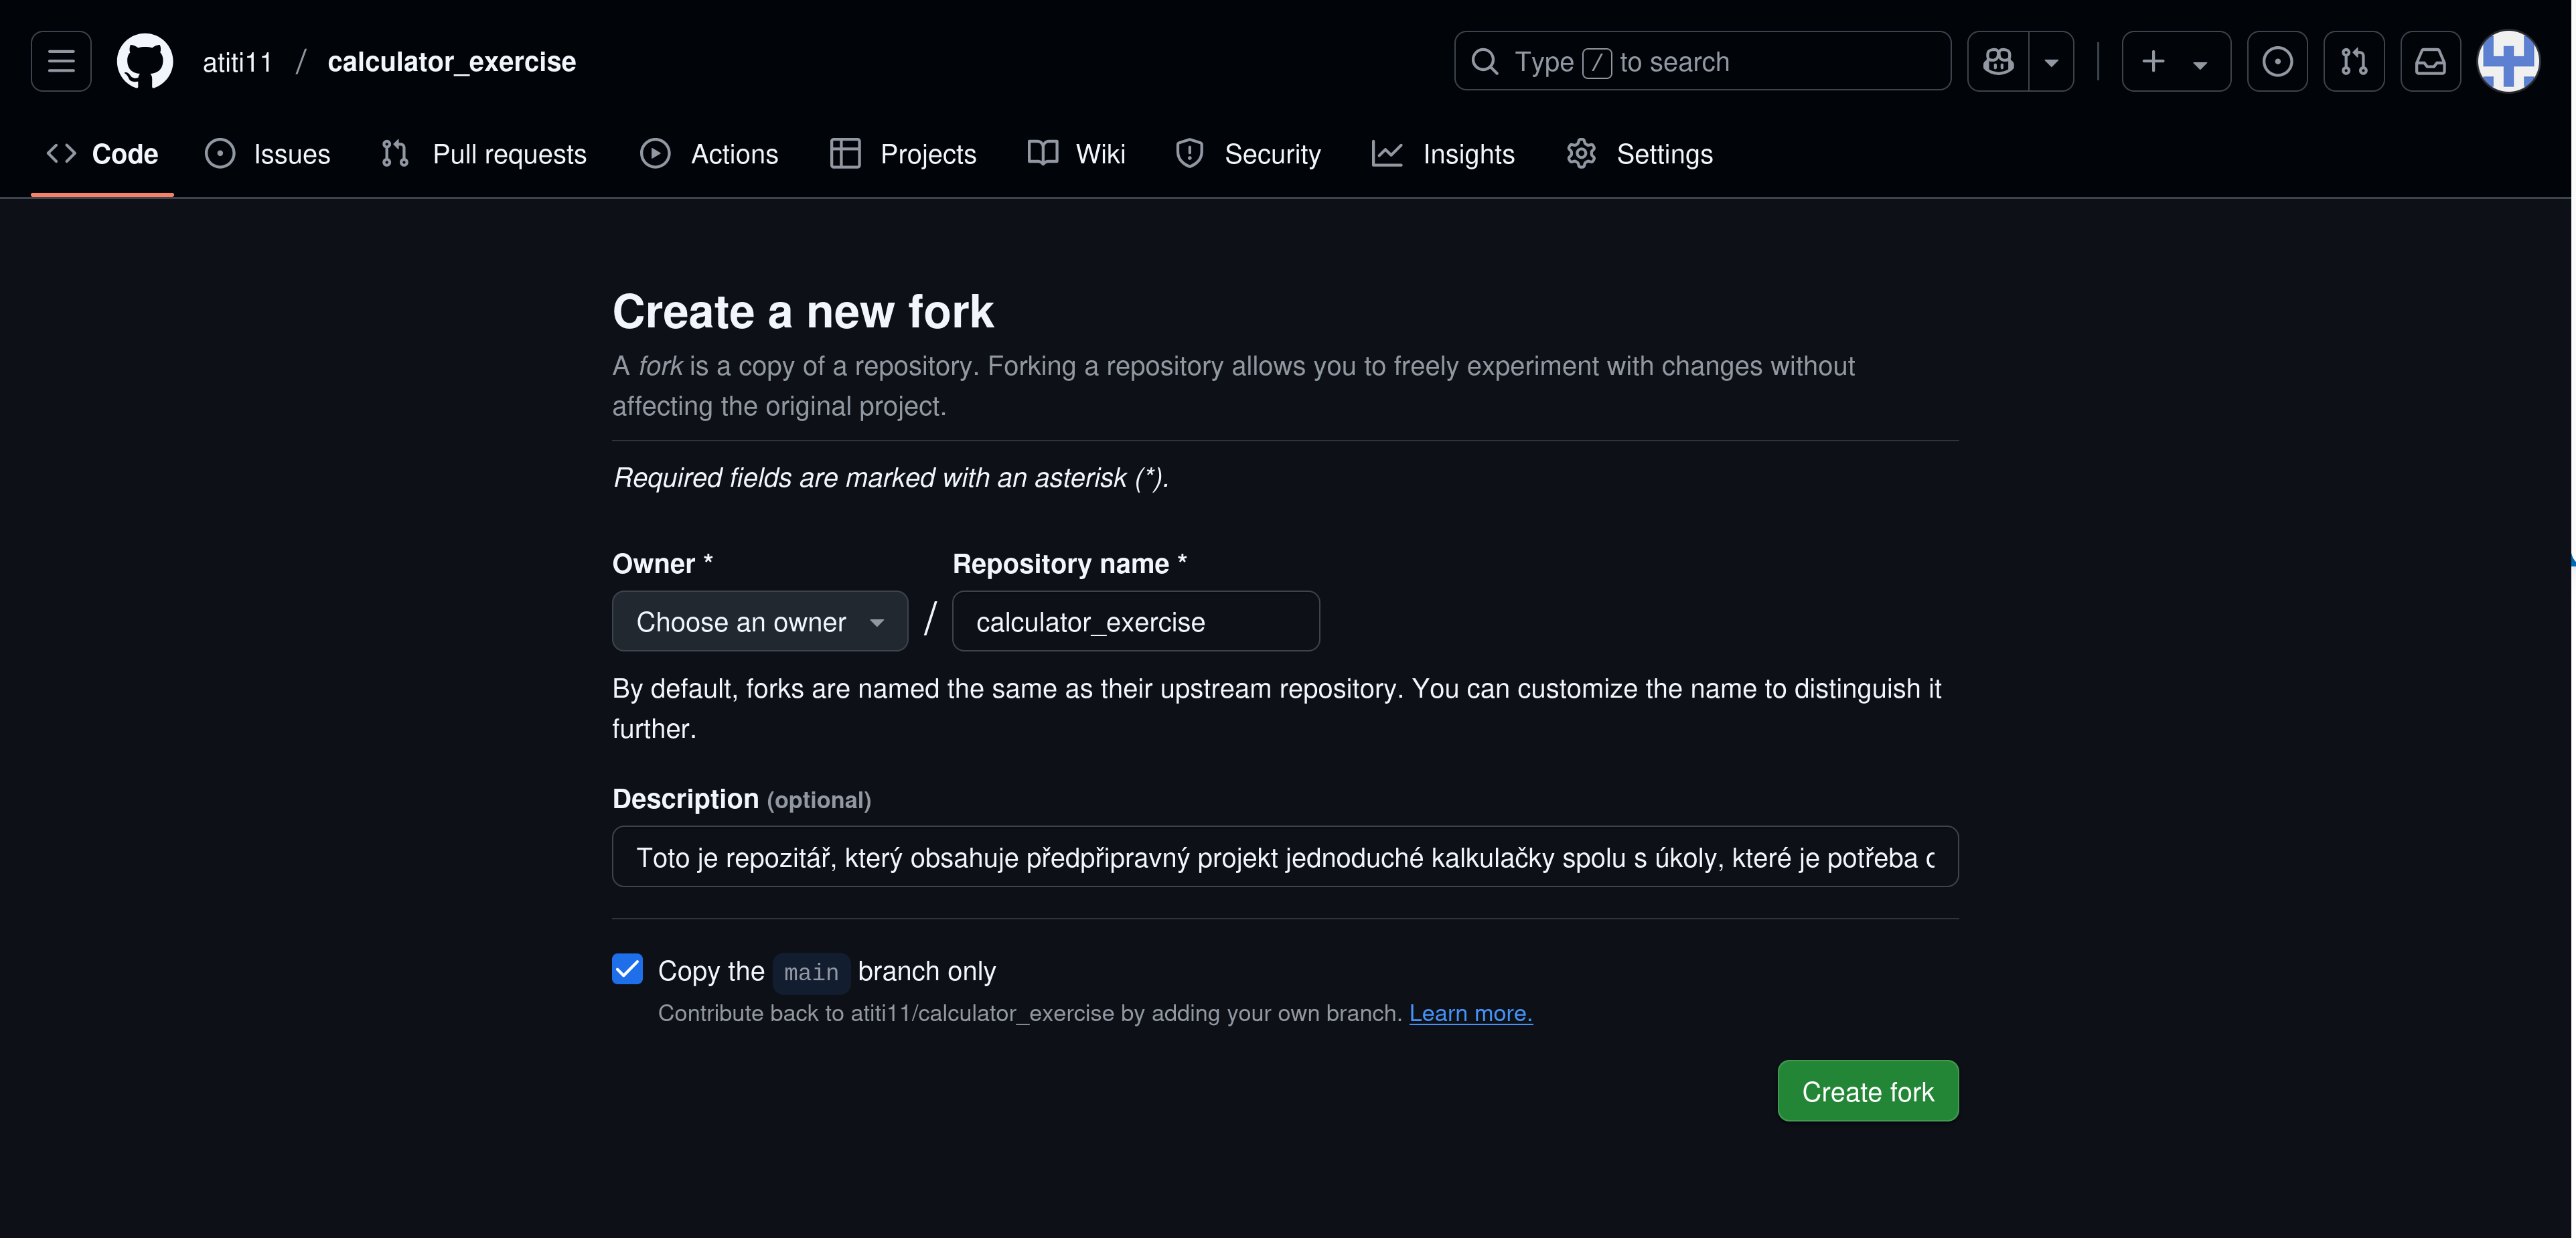 atiti11 / calculator_exercise
Type / to search
Code Issues Pull requests Actions Projects Wiki Security Insights Settings
Create a new fork
A fork is a copy of a repository. Forking a repository allows you to freely experiment with changes without
affecting the original project.
Required fields are marked with an asterisk (*).
Owner * Repository name *
Choose an owner / calculator_exercise
By default, forks are named the same as their upstream repository. You can customize the name to distinguish it
further.
Description (optional)
Toto je repozitář, který obsahuje předpřipravný projekt jednoduché kalkulačky spolu s úkoly, které je potřeba
Copy the main branch only
Contribute back to atiti11/calculator_exercise by adding your own branch. Learn more.
Create fork